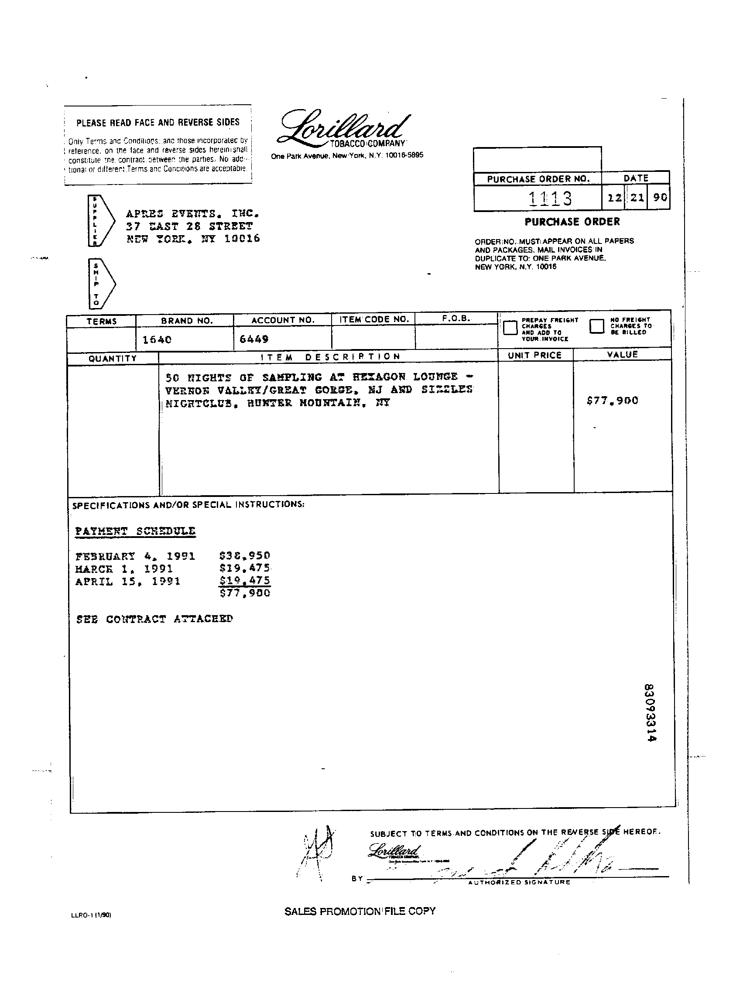 PLEASE READ FACE AND REVERSE SIDES
Only Terms and Conditions, and those incorporated by
reference, on the face and reverse sides herein shall
constitute the contract between the parties. No addi-
tional or different Terms and Conditions are acceptable.
Lorillard
TOBACCO COMPANY
One Park Avenue, New York, N.Y. 10016-5895
PURCHASE ORDER NO. DATE
1113 12 21 90
PURCHASE ORDER
ORDER NO. MUST APPEAR ON ALL PAPERS
AND PACKAGES. MAIL INVOICES IN
DUPLICATE TO: ONE PARK AVENUE,
NEW YORK, N.Y. 10016
SUPPLIER
APRES EVENTS, INC.
37 EAST 28 STREET
NEW YORK, NY 10016
SHIP TO
TERMS BRAND NO. ACCOUNT NO. ITEM CODE NO. F.O.B.
PREPAY FREIGHT
CHARGES
AND ADD TO
YOUR INVOICE
NO FREIGHT
CHARGES TO
BE BILLED
1640 6449
QUANTITY ITEM DESCRIPTION UNIT PRICE VALUE
50 NIGHTS OF SAMPLING AT HEXAGON LOUNGE -
VERNON VALLEY/GREAT GORGE, NJ AND SIZZLES
NIGHTCLUB, HUNTER MOUNTAIN, NY $77,900
SPECIFICATIONS AND/OR SPECIAL INSTRUCTIONS:
PAYMENT SCHEDULE
FEBRUARY 4, 1991 $38,950
MARCH 1, 1991 $19,475
APRIL 15, 1991 $19,475
$77,900
SEE CONTRACT ATTACHED
83093314
SUBJECT TO TERMS AND CONDITIONS ON THE REVERSE SIDE HEREOF.
Lorillard
BY
AUTHORIZED SIGNATURE
LLRO-1 (1/90)
SALES PROMOTION FILE COPY